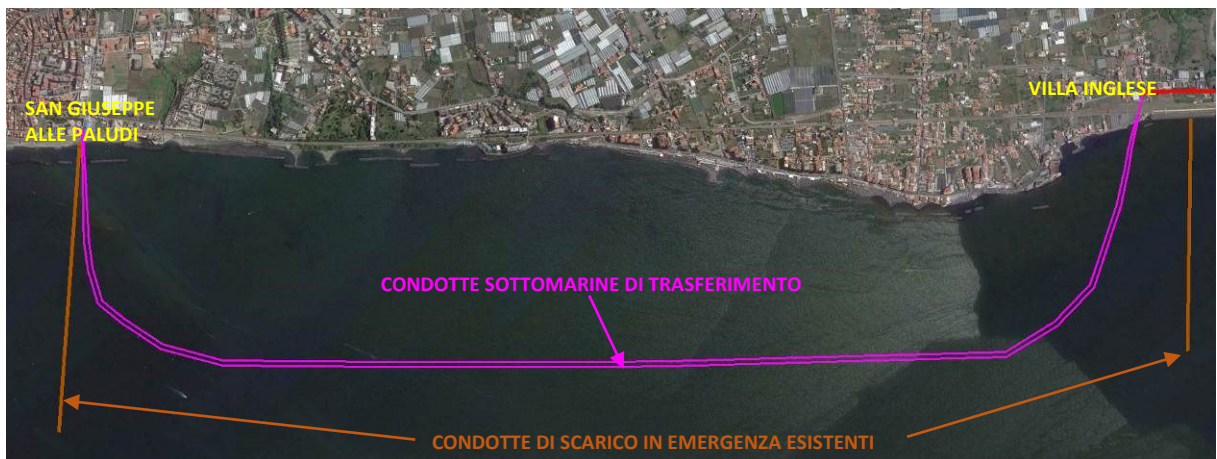 VILLA INGLESE
SAN GIUSEPPE
ALLE PALUDI
CONDOTTE SOTTOMARINE DI TRASFERIMENTO
CONDOTTE DI SCARICO IN EMERGENZA ESISTENTI